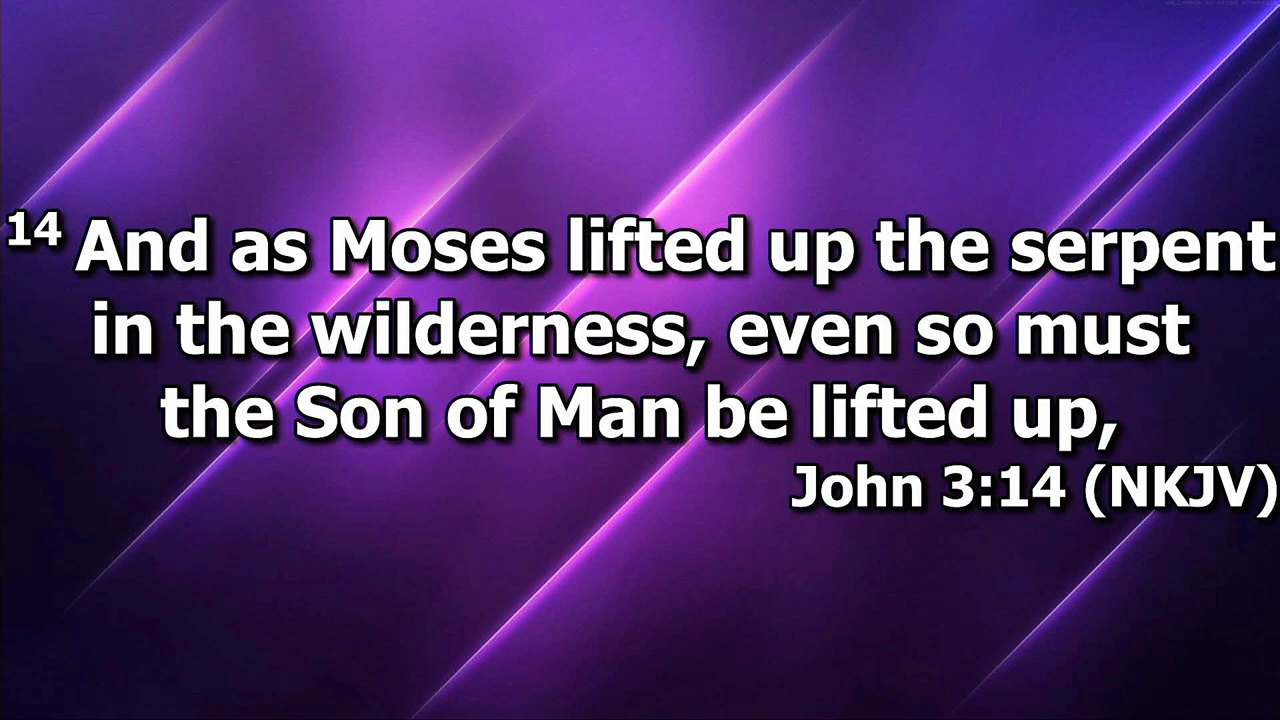 14 And as Moses lifted up the serpent
in the wilderness, even so must
the Son of Man be lifted up,
John 3:14 (NKJV)